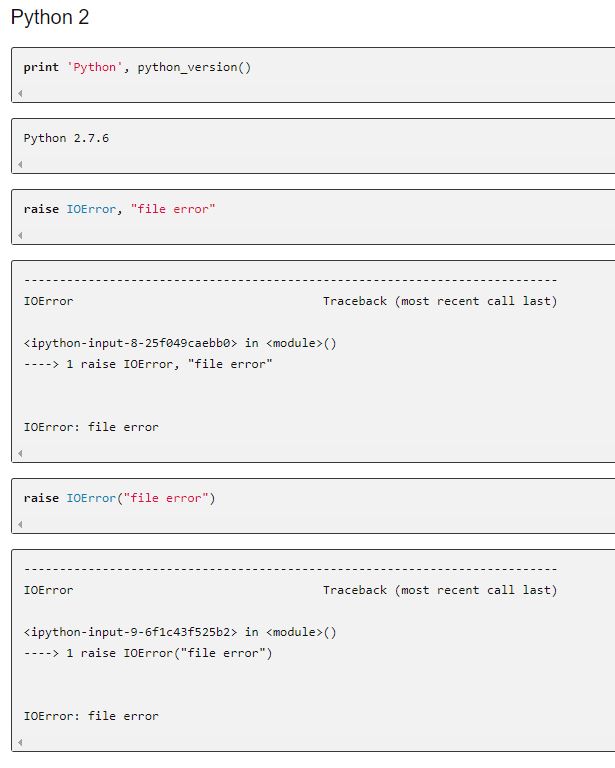 Python 2
print 'Python', python_version()
Python 2.7.6
raise IOError, "file error"
---------------------------------------------------------------------------
IOError                                   Traceback (most recent call last)
<ipython-input-8-25f049caebb0> in <module>()
----> 1 raise IOError, "file error"
IOError: file error
raise IOError("file error")
---------------------------------------------------------------------------
IOError                                   Traceback (most recent call last)
<ipython-input-9-6f1c43f525b2> in <module>()
----> 1 raise IOError("file error")
IOError: file error